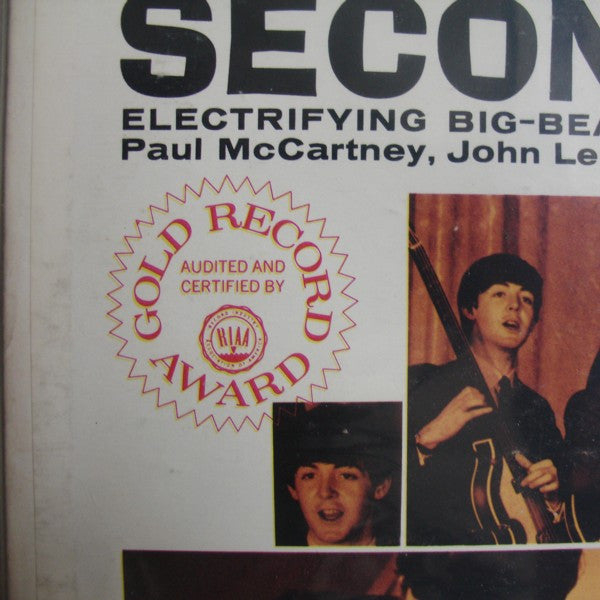 SECON
ELECTRIFYING BIG-BEA
Paul McCartney, John Le
GOLD RECORD
AUDITED AND
CERTIFIED BY
RIAA
AWARD